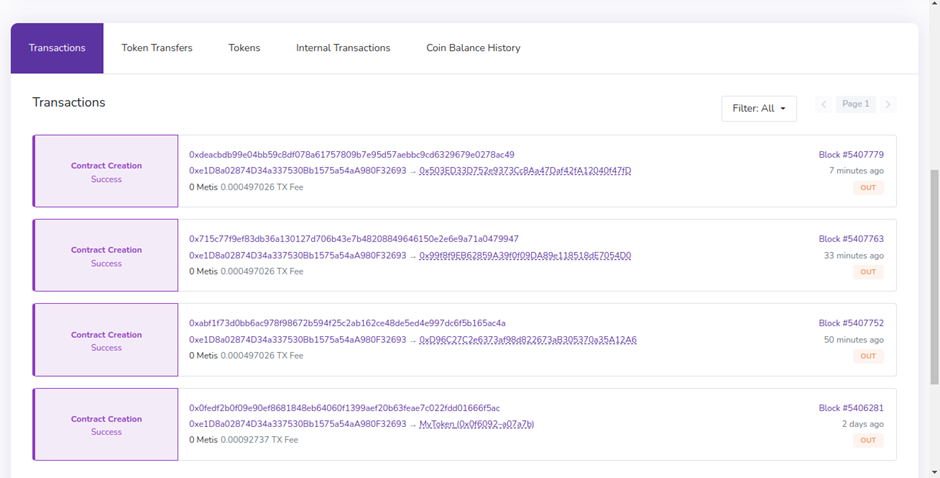 Transactions
Token Transfers
Tokens
Internal Transactions
Coin Balance History
Transactions
Filter: All
Page 1
Contract Creation
Success
0xdeacbdb99e04bb59c8df078a61757809b7e95d57aebbc9cd6329679e0278ac49
0xe1D8a02874D34a337530Bb1575a54aA980F32693 → 0x503ED33D752e9373Cc8Aa47Daf42fA12040f47fD
0 Metis 0.000497026 TX Fee
Block #5407779
7 minutes ago
OUT
Contract Creation
Success
0x715c77f9ef83db36a130127d706b43e7b48208849646150e2e6e9a71a0479947
0xe1D8a02874D34a337530Bb1575a54aA980F32693 → 0x99f8f9EB62859A39f0f09DA89e118518dE7054D0
0 Metis 0.000497026 TX Fee
Block #5407763
33 minutes ago
OUT
Contract Creation
Success
0xabf1f73d0bb6ac978f98672b594f25c2ab162ce48de5ed4e997dc6f5b165ac4a
0xe1D8a02874D34a337530Bb1575a54aA980F32693 → 0xD96C27C2e6373af98d822673aB305370a35A12A6
0 Metis 0.000497026 TX Fee
Block #5407752
50 minutes ago
OUT
Contract Creation
Success
0x0fedf2b0f09e90ef8681848eb64060f1399aef20b63feae7c022fdd01666f5ac
0xe1D8a02874D34a337530Bb1575a54aA980F32693 → MyToken (0x0f6092–a07a7b)
0 Metis 0.00092737 TX Fee
Block #5406281
2 days ago
OUT